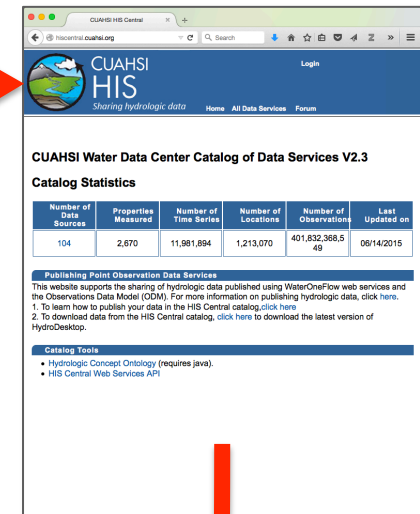 CUAHSI HIS Central
hiscentral.cuahsi.org
Search
CUAHSI
HIS
Sharing hydrologic data
Login
Home All Data Services Forum
CUAHSI Water Data Center Catalog of Data Services V2.3
Catalog Statistics
Number of Data Sources Properties Measured Number of Time Series Number of Locations Number of Observations Last Updated on
104 2,670 11,981,894 1,213,070 401,832,368,5 06/14/2015
49
Publishing Point Observation Data Services
This website supports the sharing of hydrologic data published using WaterOneFlow web services and
the Observations Data Model (ODM). For more information on publishing hydrologic data, click here.
1. To learn how to publish your data in the HIS Central catalog,click here
2. To download data from the HIS Central catalog, click here to download the latest version of
HydroDesktop.
Catalog Tools
• Hydrologic Concept Ontology (requires java).
• HIS Central Web Services API